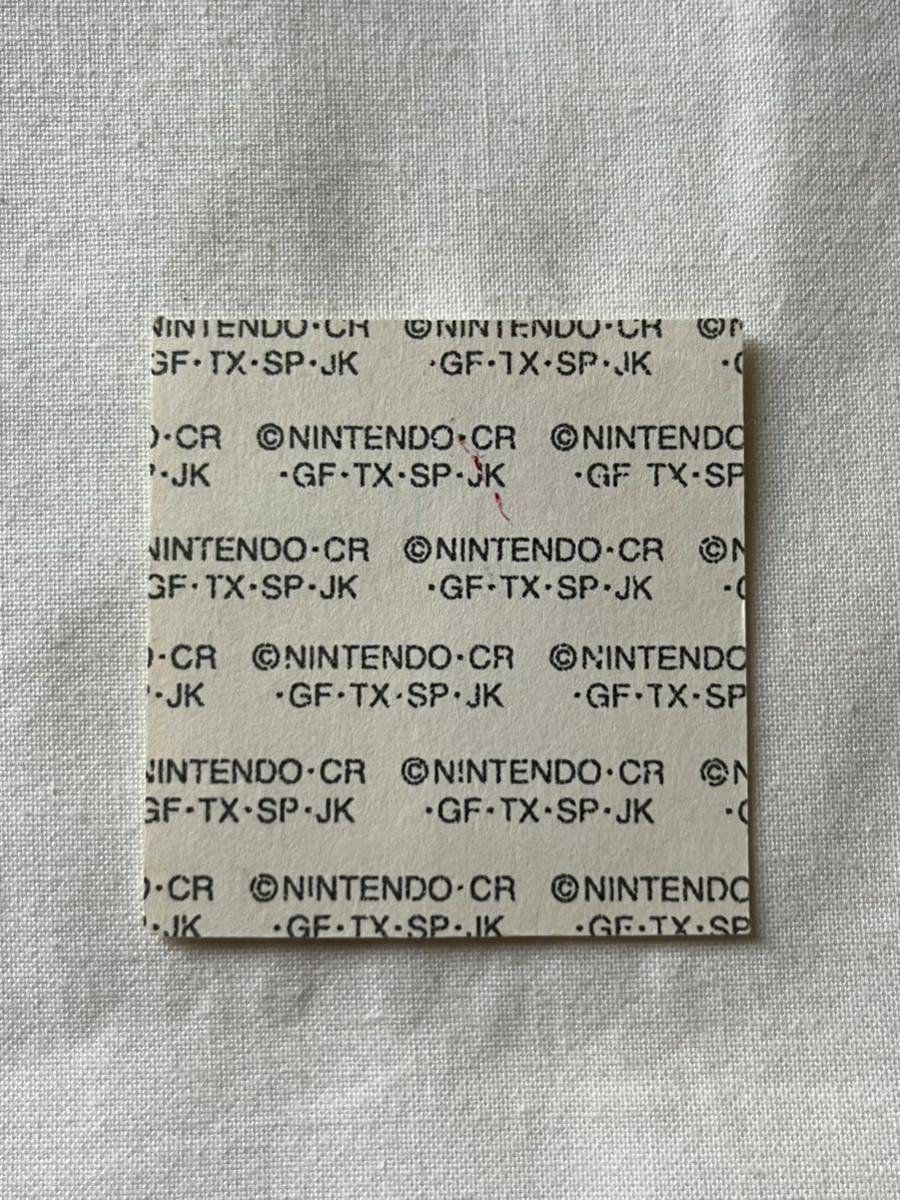 NINTENDO·CR ©NINTENDO·CR ©N
GF·TX·SP·JK ·GF·TX·SP·JK ·G
O·CR ©NINTENDO·CR ©NINTENDO
P·JK ·GF·TX·SP·JK ·GF TX·SP
NINTENDO·CR ©NINTENDO·CR ©N
GF·TX·SP·JK ·GF·TX·SP·JK ·G
O·CR ©NINTENDO·CR ©NINTENDO
P·JK ·GF·TX·SP·JK ·GF·TX·SP
NINTENDO·CR ©NINTENDO·CR ©N
GF·TX·SP·JK ·GF·TX·SP·JK ·G
O·CR ©NINTENDO·CR ©NINTENDO
·JK ·GF·TX·SP·JK ·GF·TX·SP